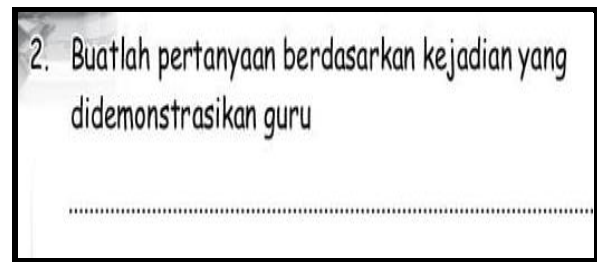 2. Buatlah pertanyaan berdasarkan kejadian yang
didemonstrasikan guru
................................................................................